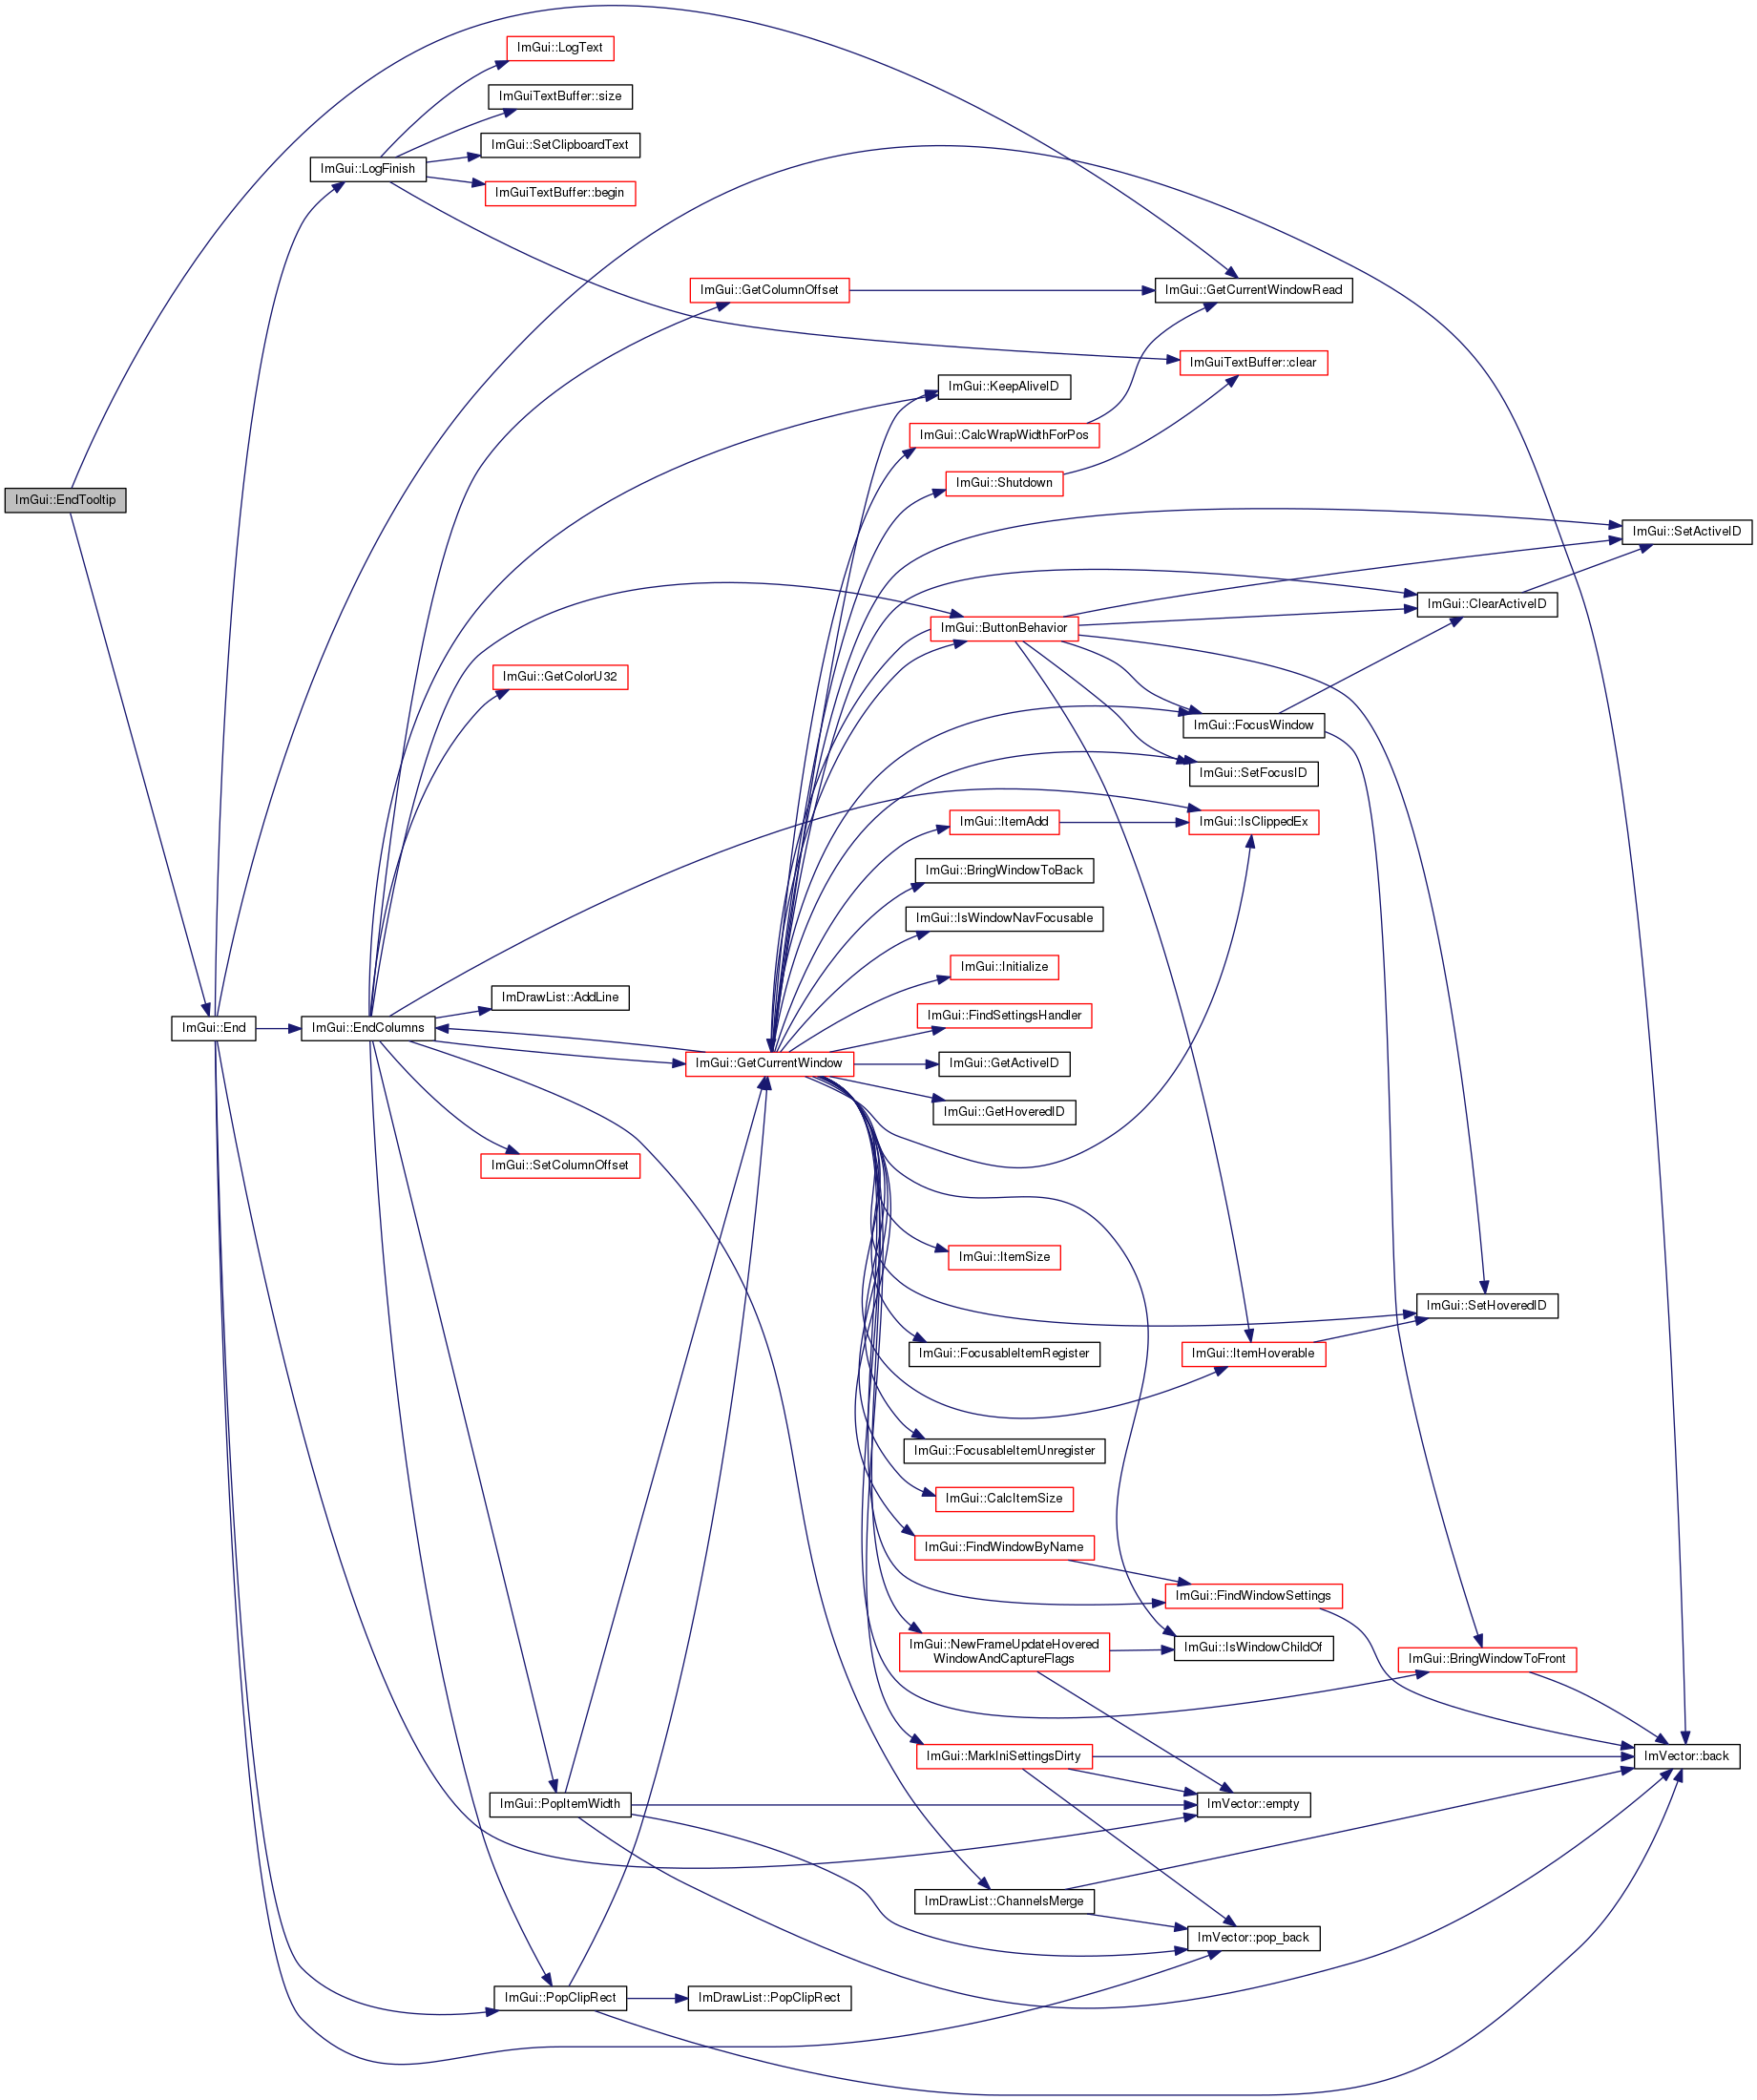 ImGui::LogText
ImGuiTextBuffer::size
ImGui::SetClipboardText
ImGui::LogFinish
ImGuiTextBuffer::begin
ImGui::GetColumnOffset
ImGui::GetCurrentWindowRead
ImGuiTextBuffer::clear
ImGui::KeepAliveID
ImGui::CalcWrapWidthForPos
ImGui::Shutdown
ImGui::EndTooltip
ImGui::SetActiveID
ImGui::ClearActiveID
ImGui::ButtonBehavior
ImGui::GetColorU32
ImGui::FocusWindow
ImGui::SetFocusID
ImGui::ItemAdd
ImGui::IsClippedEx
ImGui::BringWindowToBack
ImGui::IsWindowNavFocusable
ImGui::Initialize
ImDrawList::AddLine
ImGui::FindSettingsHandler
ImGui::End
ImGui::EndColumns
ImGui::GetCurrentWindow
ImGui::GetActiveID
ImGui::GetHoveredID
ImGui::SetColumnOffset
ImGui::ItemSize
ImGui::SetHoveredID
ImGui::FocusableItemRegister
ImGui::ItemHoverable
ImGui::FocusableItemUnregister
ImGui::CalcItemSize
ImGui::FindWindowByName
ImGui::FindWindowSettings
ImGui::NewFrameUpdateHovered
WindowAndCaptureFlags
ImGui::IsWindowChildOf
ImGui::BringWindowToFront
ImGui::MarkIniSettingsDirty
ImVector::back
ImGui::PopItemWidth
ImVector::empty
ImDrawList::ChannelsMerge
ImVector::pop_back
ImGui::PopClipRect
ImDrawList::PopClipRect